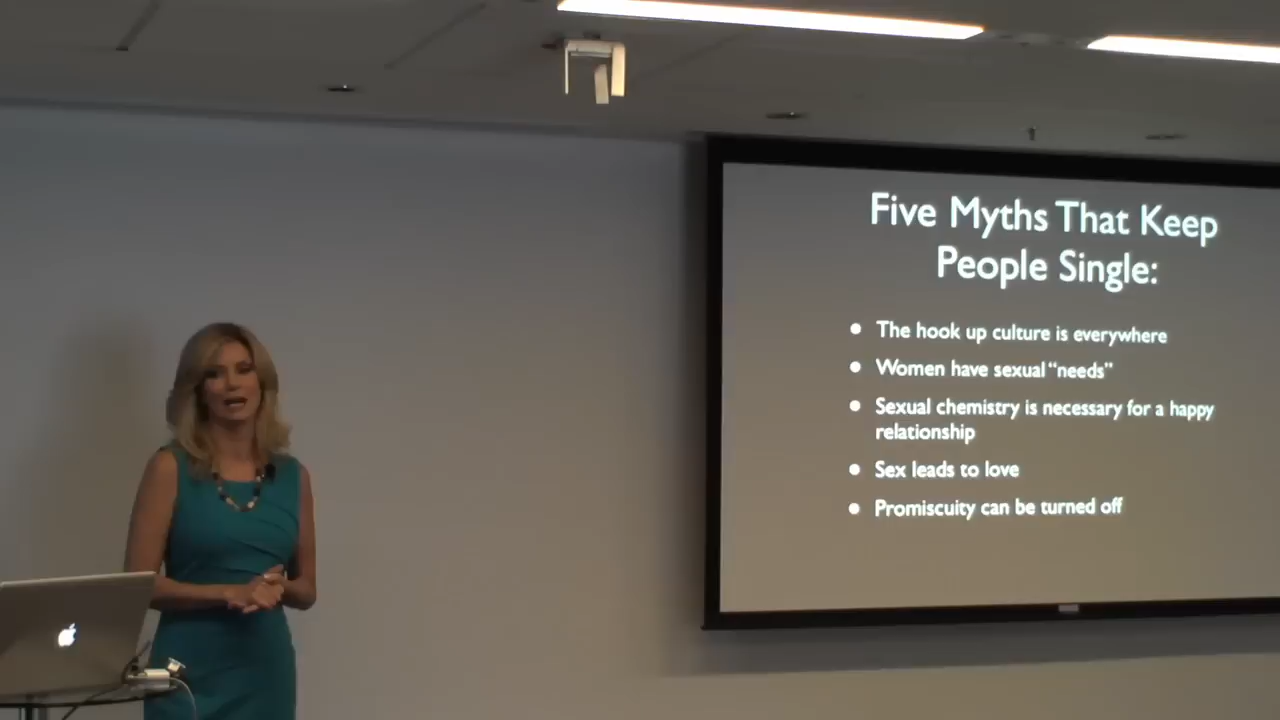 Five Myths That Keep
People Single:
• The hook up culture is everywhere
• Women have sexual "needs"
• Sexual chemistry is necessary for a happy
relationship
• Sex leads to love
• Promiscuity can be turned off